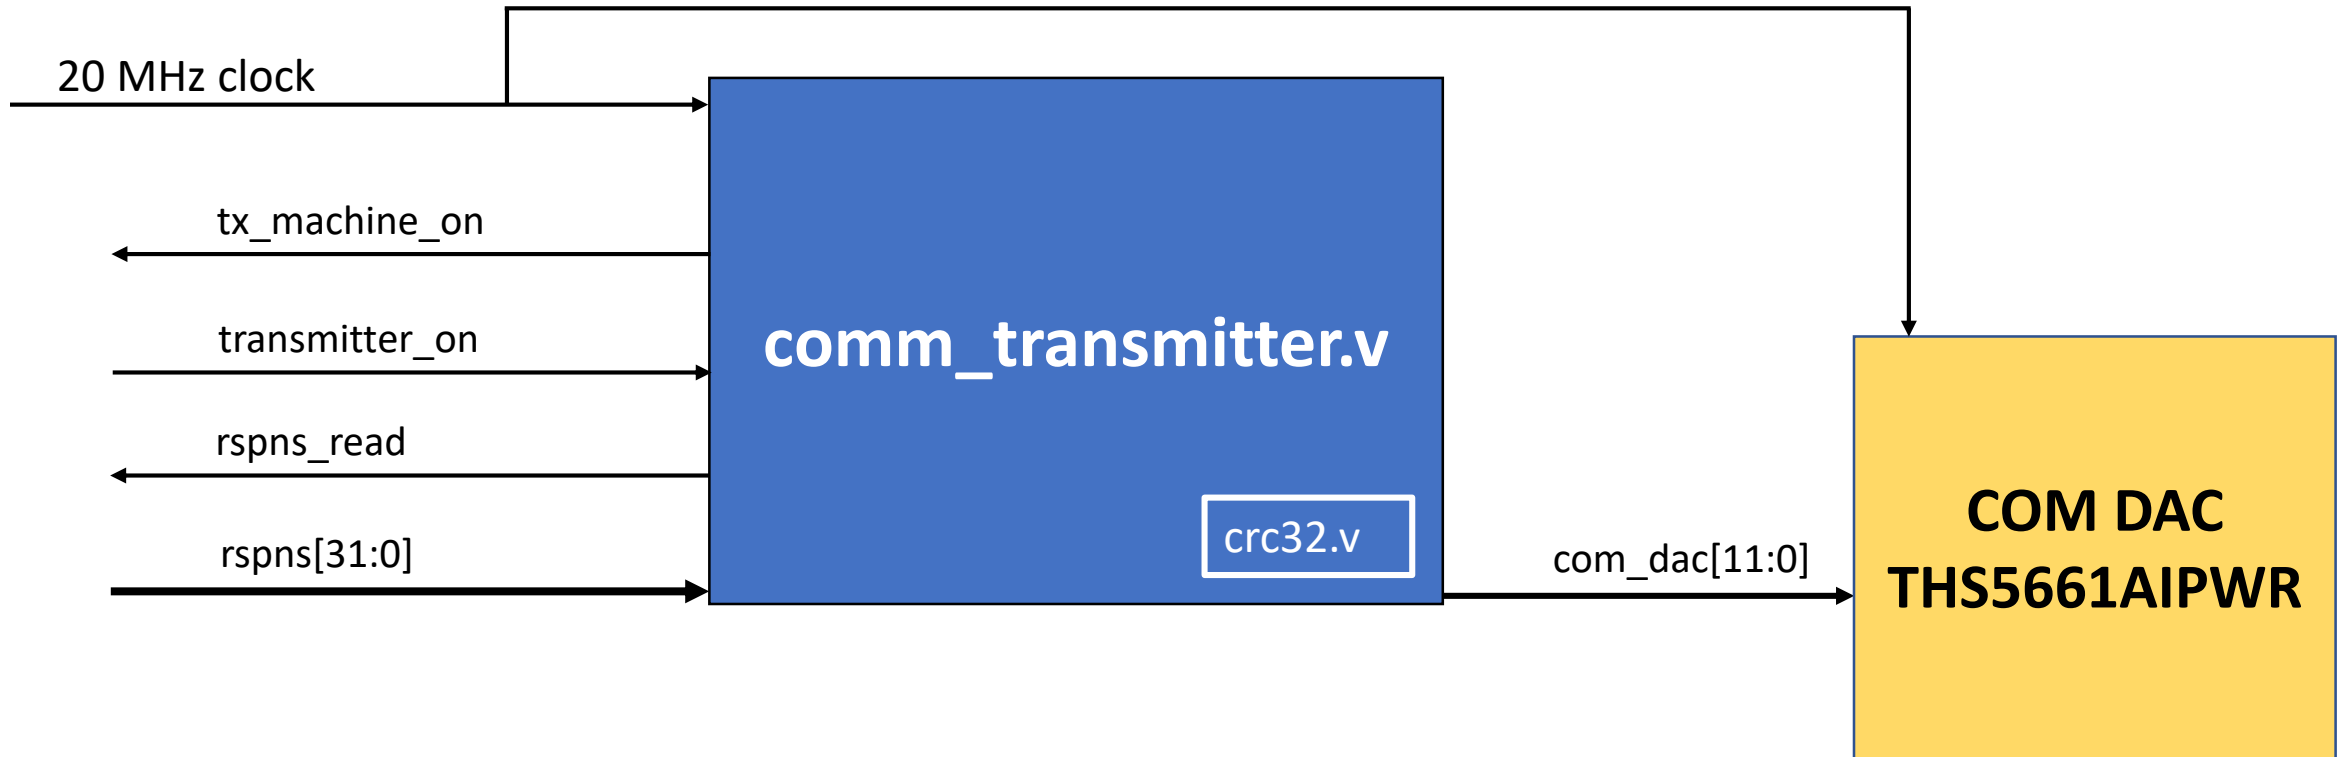 20 MHz clock
tx_machine_on
transmitter_on
rspns_read
rspns[31:0]
comm_transmitter.v
crc32.v
com_dac[11:0]
COM DAC
THS5661AIPWR